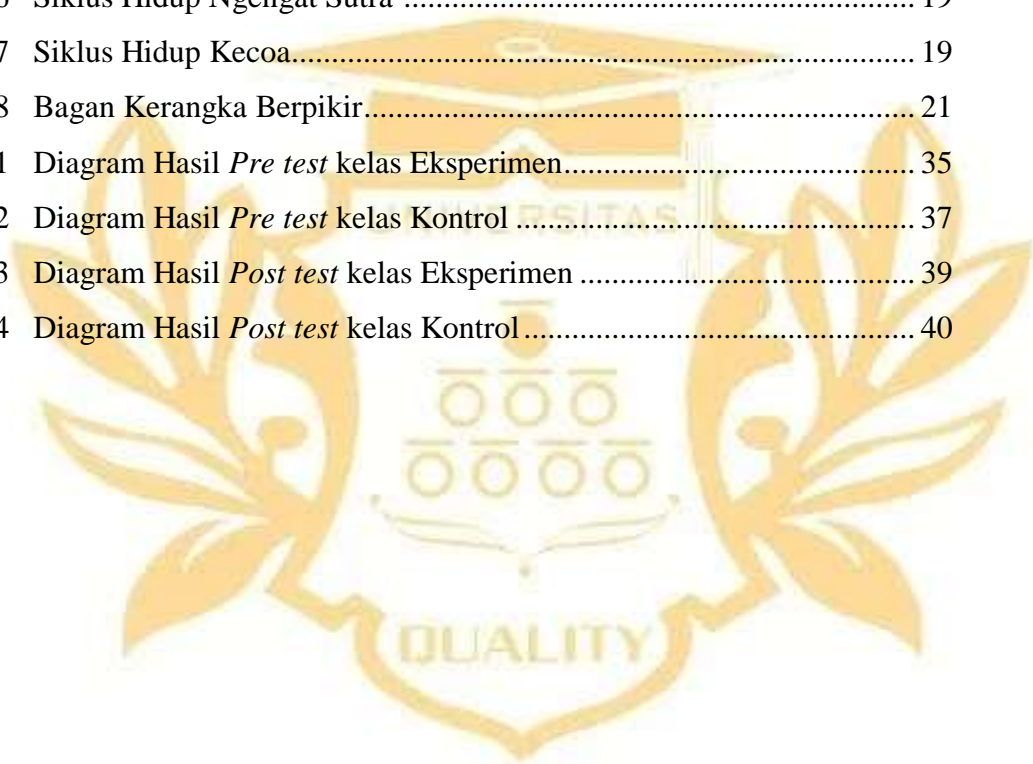 Siklus Hidup Ngengat Sutra ........................................................................ 19
7 Siklus Hidup Kecoa....................................................................................... 19
8 Bagan Kerangka Berpikir............................................................................. 21
1 Diagram Hasil Pre test kelas Eksperimen.................................................... 35
2 Diagram Hasil Pre test kelas Kontrol .......................................................... 37
3 Diagram Hasil Post test kelas Eksperimen .................................................. 39
4 Diagram Hasil Post test kelas Kontrol......................................................... 40
UNIVERSITAS
QUALITY